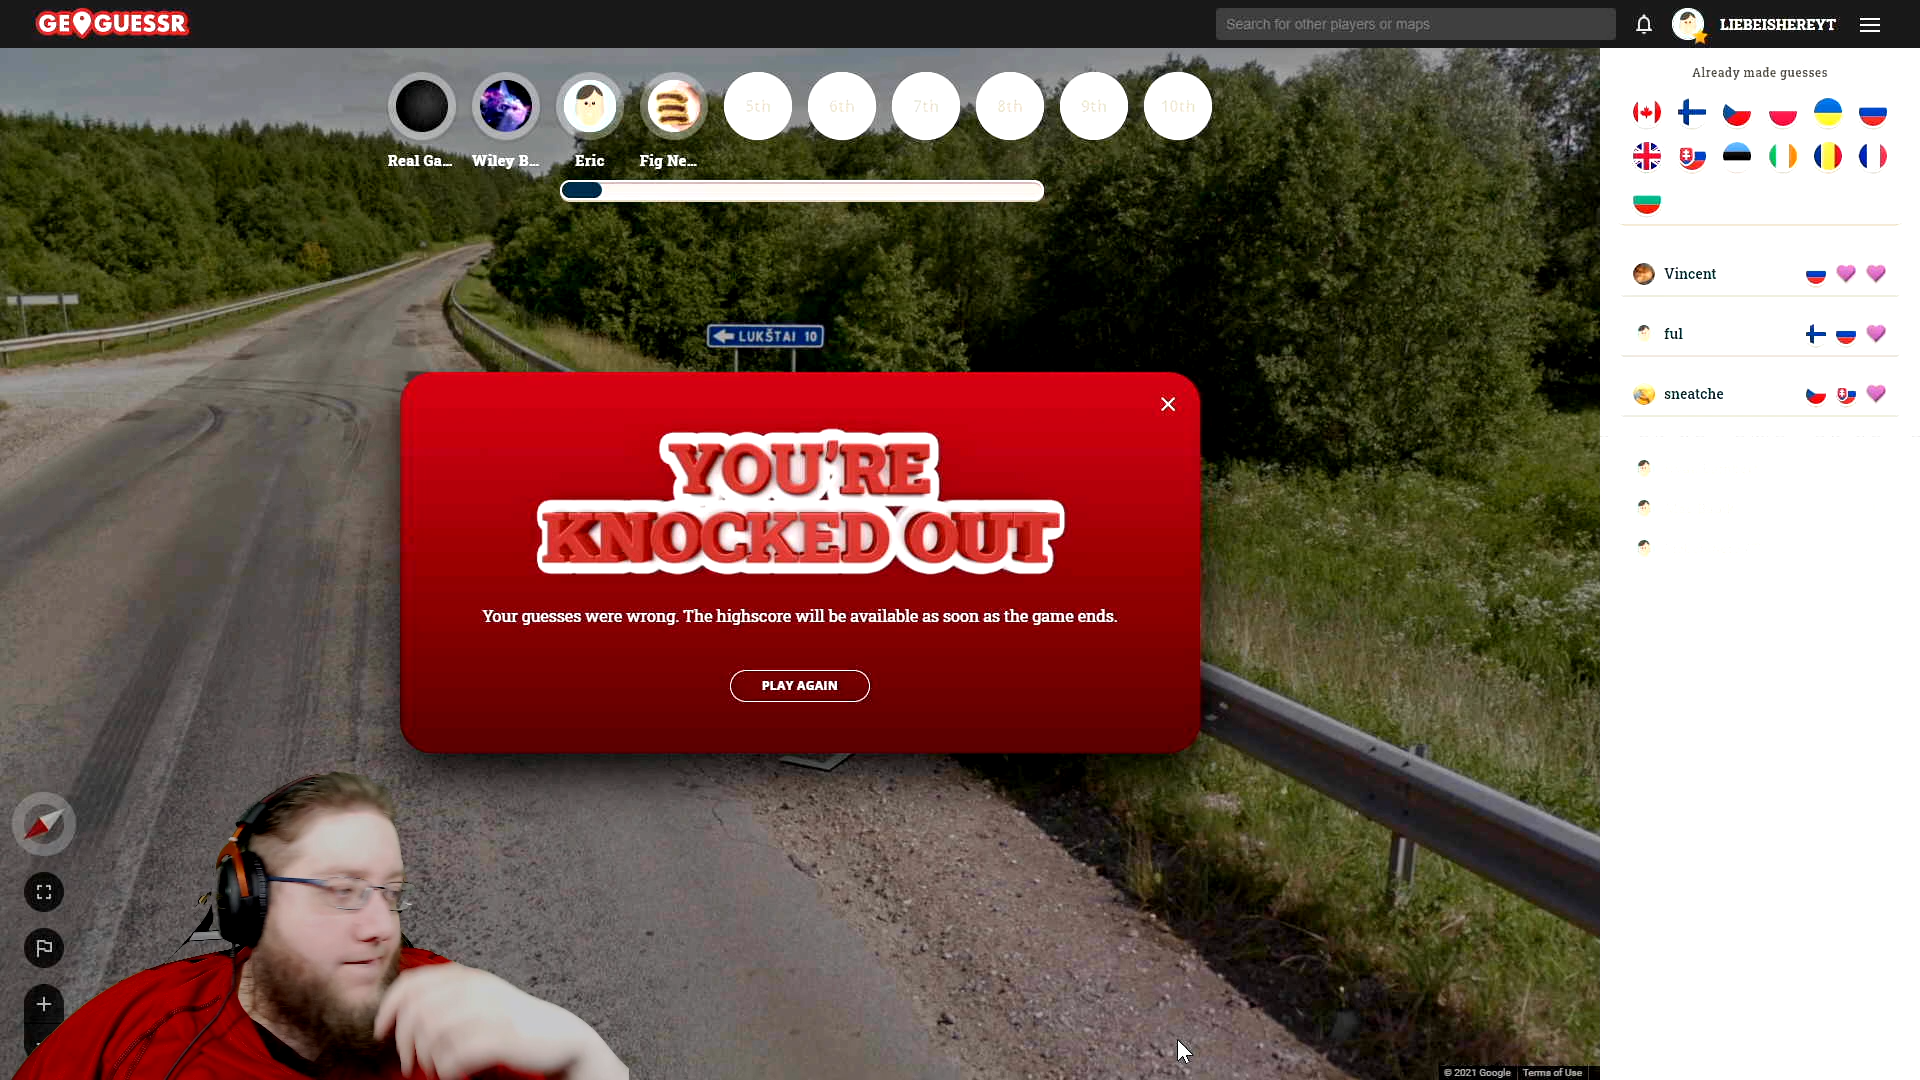 GEOGUESSR
Search for other players or maps
LIEBEISHEREYT
Already made guesses
5th
6th
7th
8th
9th
10th
Real Ga...
Wiley B...
Eric
Fig Ne...
Vincent
LUKŠTAI 10
ful
sneatche
YOU'RE
KNOCKED OUT
Your guesses were wrong. The highscore will be available as soon as the game ends.
PLAY AGAIN
© 2021 Google
Terms of Use